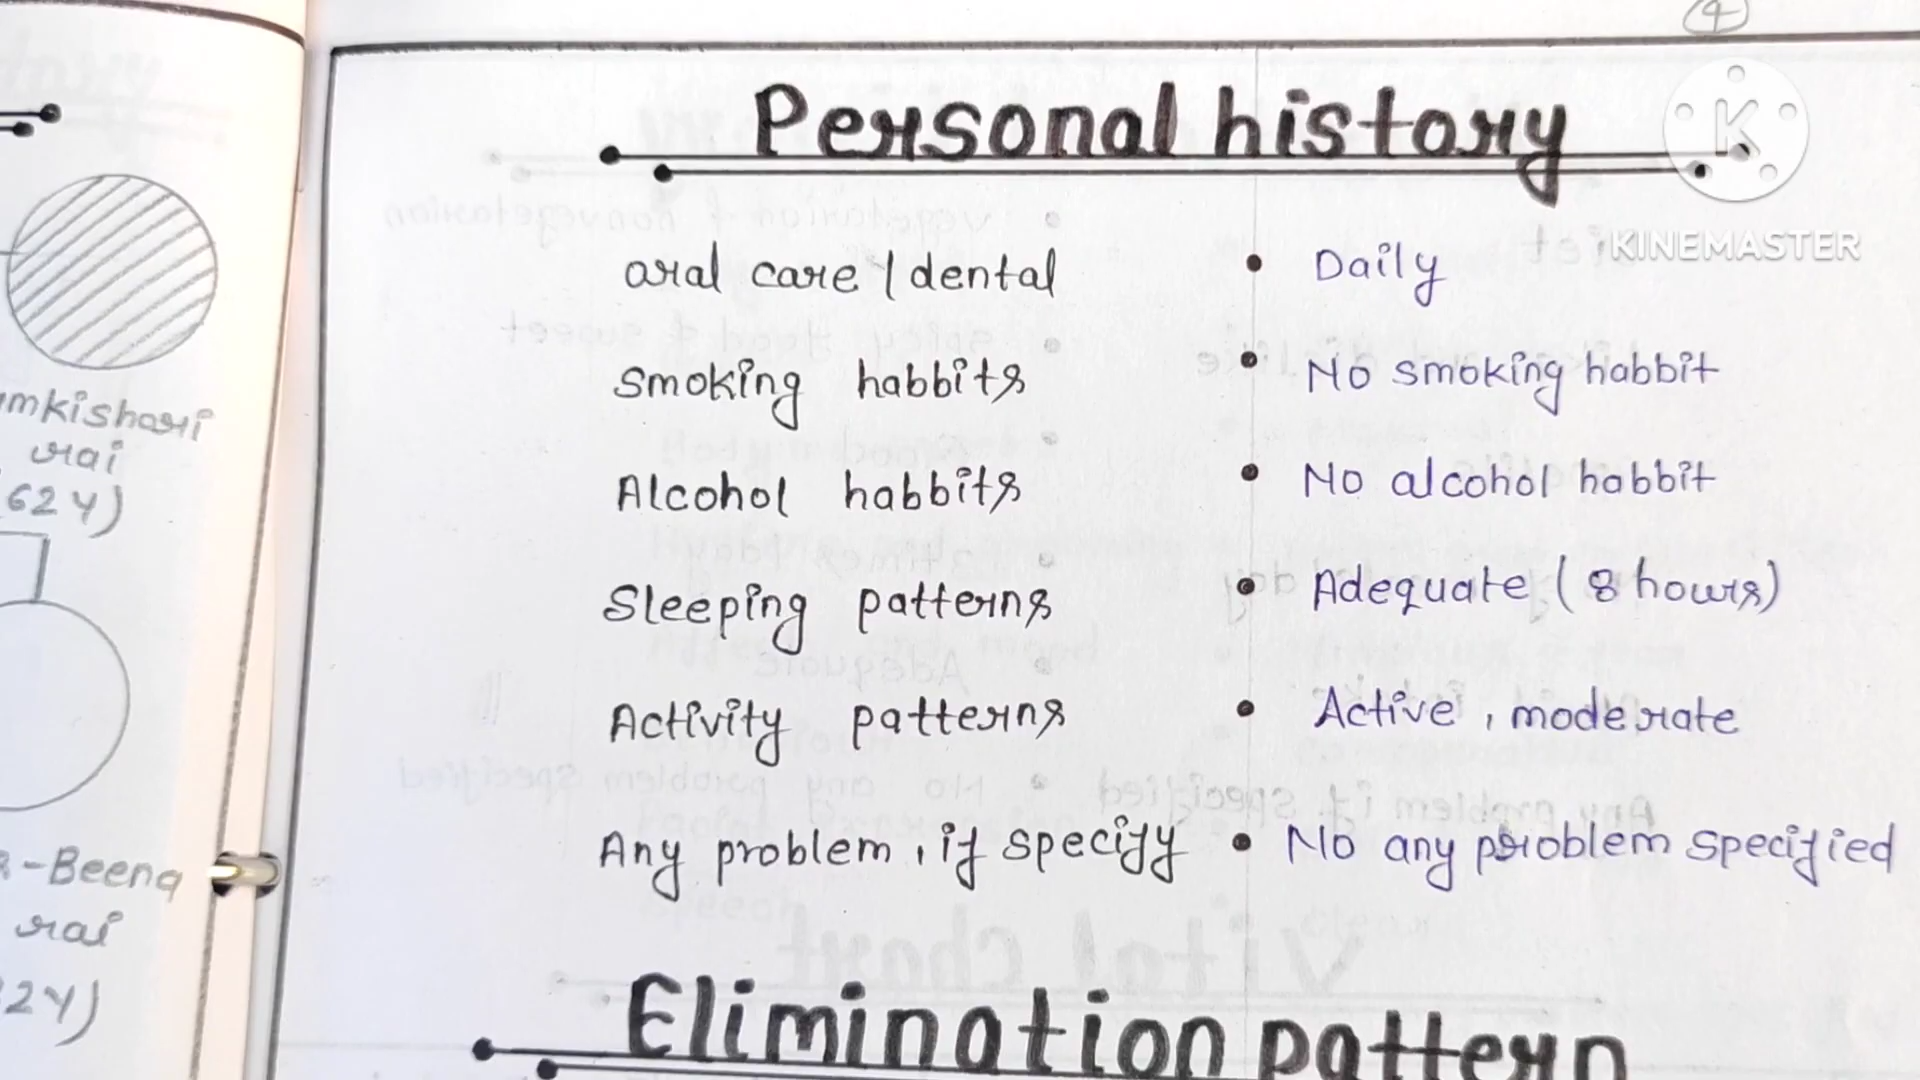 4
Personal history
KINEMASTER
oral care / dental • Daily
Smoking habbits • No smoking habbit
Alcohol habbits • No alcohol habbit
Sleeping patterns • Adequate ( 8 hours)
Activity patterns • Active, moderate
Any problem, if specify • No any problem specified
Elimination pattern
mkishori
rai
62 y)
-Beena
rai
2y)